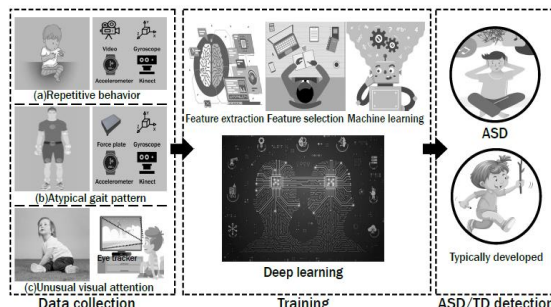 Video
Gyroscope
Accelerometer
Kinect
(a)Repetitive behavior
Force plate
Accelerometer
Kinect
(b)Atypical gait pattern
Eye tracker
(c)Unusual visual attention
Data collection
Feature extraction
Feature selection
Machine learning
Deep learning
Training
ASD
Typically developed
ASD/TD detection